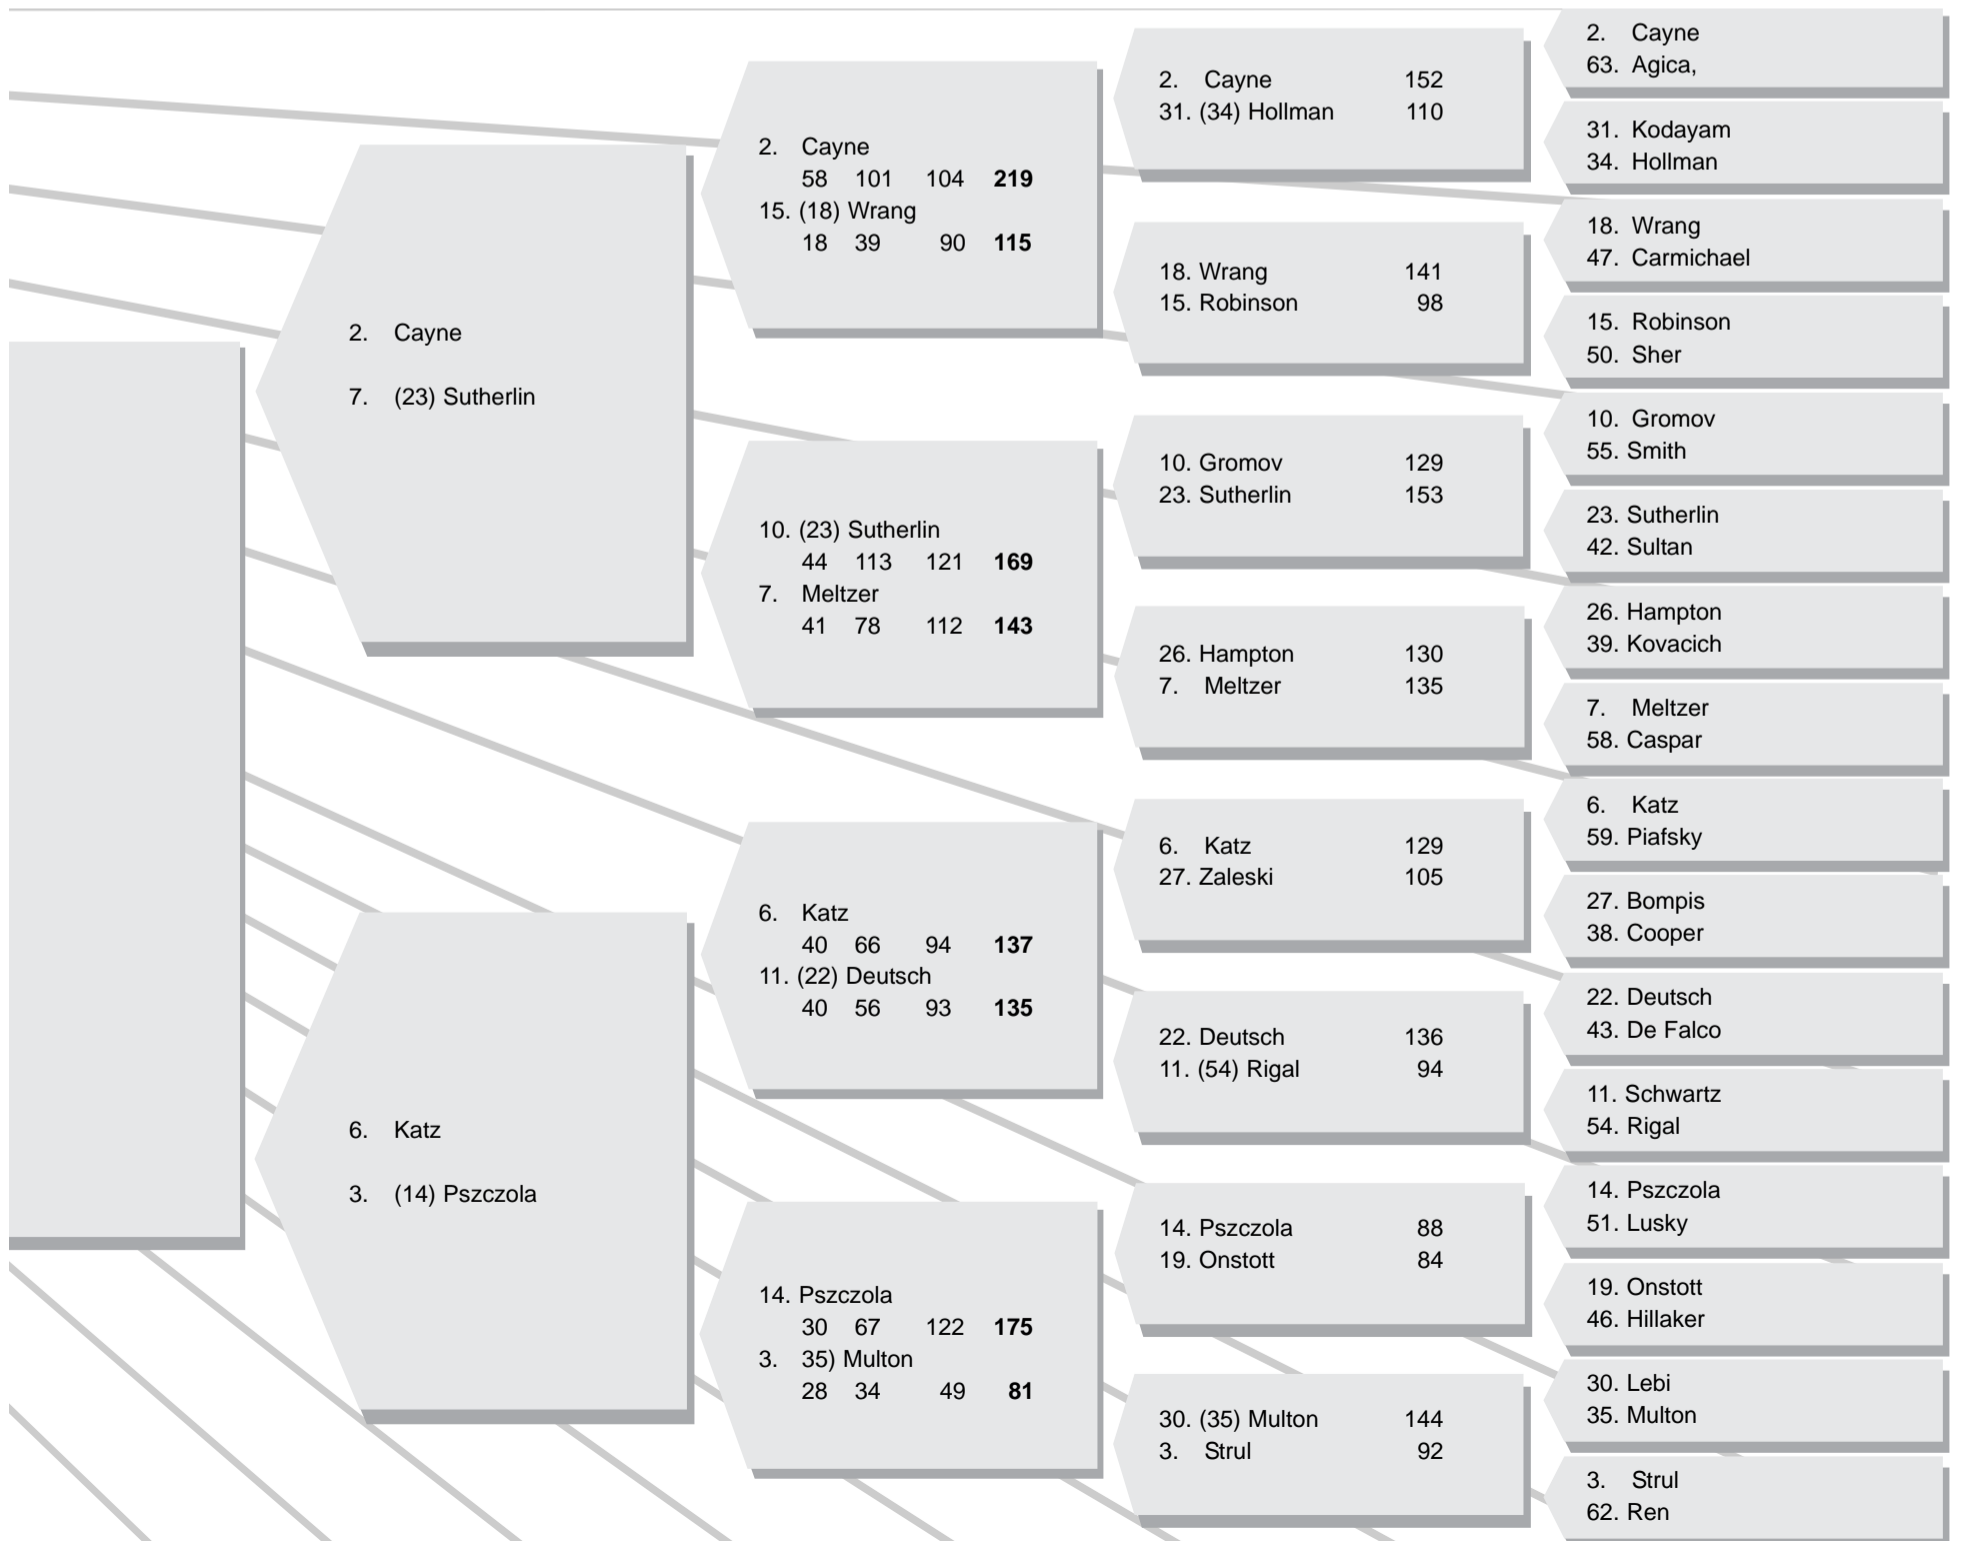 2. Cayne
7. (23) Sutherlin
6. Katz
3. (14) Pszczola
2. Cayne
58 101 104 219
15. (18) Wrang
18 39 90 115
10. (23) Sutherlin
44 113 121 169
7. Meltzer
41 78 112 143
6. Katz
40 66 94 137
11. (22) Deutsch
40 56 93 135
14. Pszczola
30 67 122 175
3. 35) Multon
28 34 49 81
2. Cayne 152
31. (34) Hollman 110
18. Wrang 141
15. Robinson 98
10. Gromov 129
23. Sutherlin 153
26. Hampton 130
7. Meltzer 135
6. Katz 129
27. Zaleski 105
22. Deutsch 136
11. (54) Rigal 94
14. Pszczola 88
19. Onstott 84
30. (35) Multon 144
3. Strul 92
2. Cayne
63. Agica,
31. Kodayam
34. Hollman
18. Wrang
47. Carmichael
15. Robinson
50. Sher
10. Gromov
55. Smith
23. Sutherlin
42. Sultan
26. Hampton
39. Kovacich
7. Meltzer
58. Caspar
6. Katz
59. Piafsky
27. Bompis
38. Cooper
22. Deutsch
43. De Falco
11. Schwartz
54. Rigal
14. Pszczola
51. Lusky
19. Onstott
46. Hillaker
30. Lebi
35. Multon
3. Strul
62. Ren